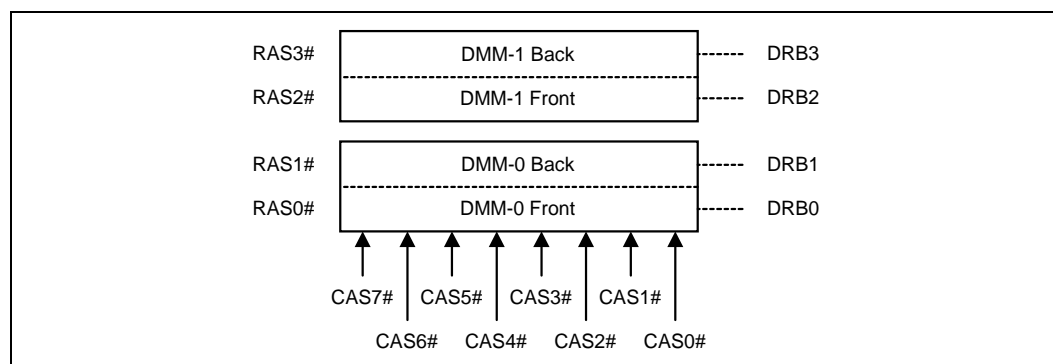 RAS3# DMM-1 Back DRB3
RAS2# DMM-1 Front DRB2
RAS1# DMM-0 Back DRB1
RAS0# DMM-0 Front DRB0
CAS7# CAS5# CAS3# CAS1#
CAS6# CAS4# CAS2# CAS0#